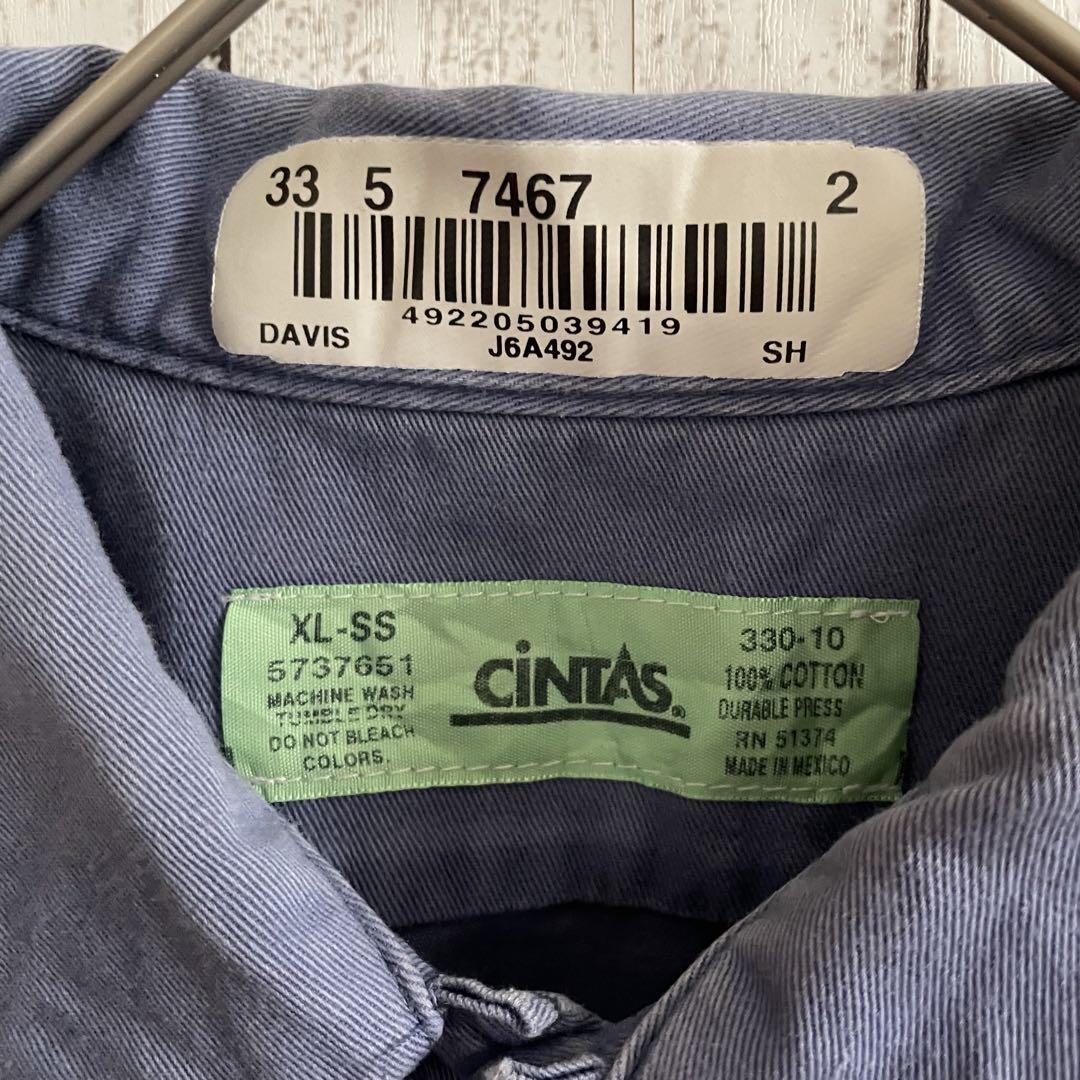 33 5 7467 2
492205039419
DAVIS J6A492 SH
XL-SS
5737651
MACHINE WASH
TUMBLE DRY
DO NOT BLEACH
COLORS.
CiNTAS®
330-10
100% COTTON
DURABLE PRESS
RN 51374
MADE IN MEXICO